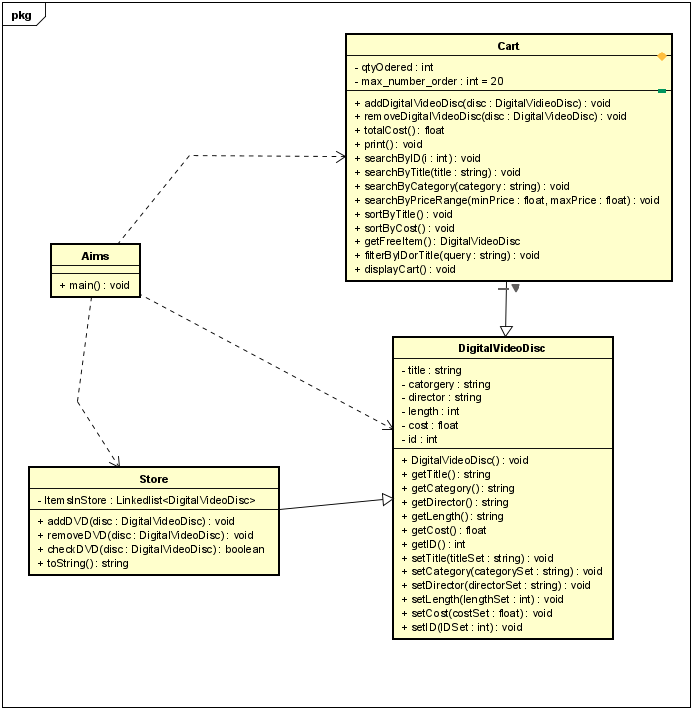 pkg
Cart
- qtyOdered : int
- max_number_order : int = 20
+ addDigitalVideoDisc(disc : DigitalVidieoDisc) : void
+ removeDigitalVideoDisc(disc : DigitalVideoDisc) : void
+ totalCost() : float
+ print() : void
+ searchByID(i : int) : void
+ searchByTitle(title : string) : void
+ searchByCategory(category : string) : void
+ searchByPriceRange(minPrice : float, maxPrice : float) : void
+ sortByTitle() : void
+ sortByCost() : void
+ getFreeItem() : DigitalVideoDisc
+ filterByIDorTitle(query : string) : void
+ displayCart() : void
Aims
+ main() : void
DigitalVideoDisc
- title : string
- catorgery : string
- director : string
- length : int
- cost : float
- id : int
+ DigitalVideoDisc() : void
+ getTitle() : string
+ getCategory() : string
+ getDirector() : string
+ getLength() : string
+ getCost() : float
+ getID() : int
+ setTitle(titleSet : string) : void
+ setCategory(categorySet : string) : void
+ setDirector(directorSet : string) : void
+ setLength(lengthSet : int) : void
+ setCost(costSet : float) : void
+ setID(IDSet : int) : void
Store
- ItemsInStore : Linkedlist<DigitalVideoDisc>
+ addDVD(disc : DigitalVideoDisc) : void
+ removeDVD(disc : DigitalVideoDisc) : void
+ checkDVD(disc : DigitalVideoDisc) : boolean
+ toString() : string